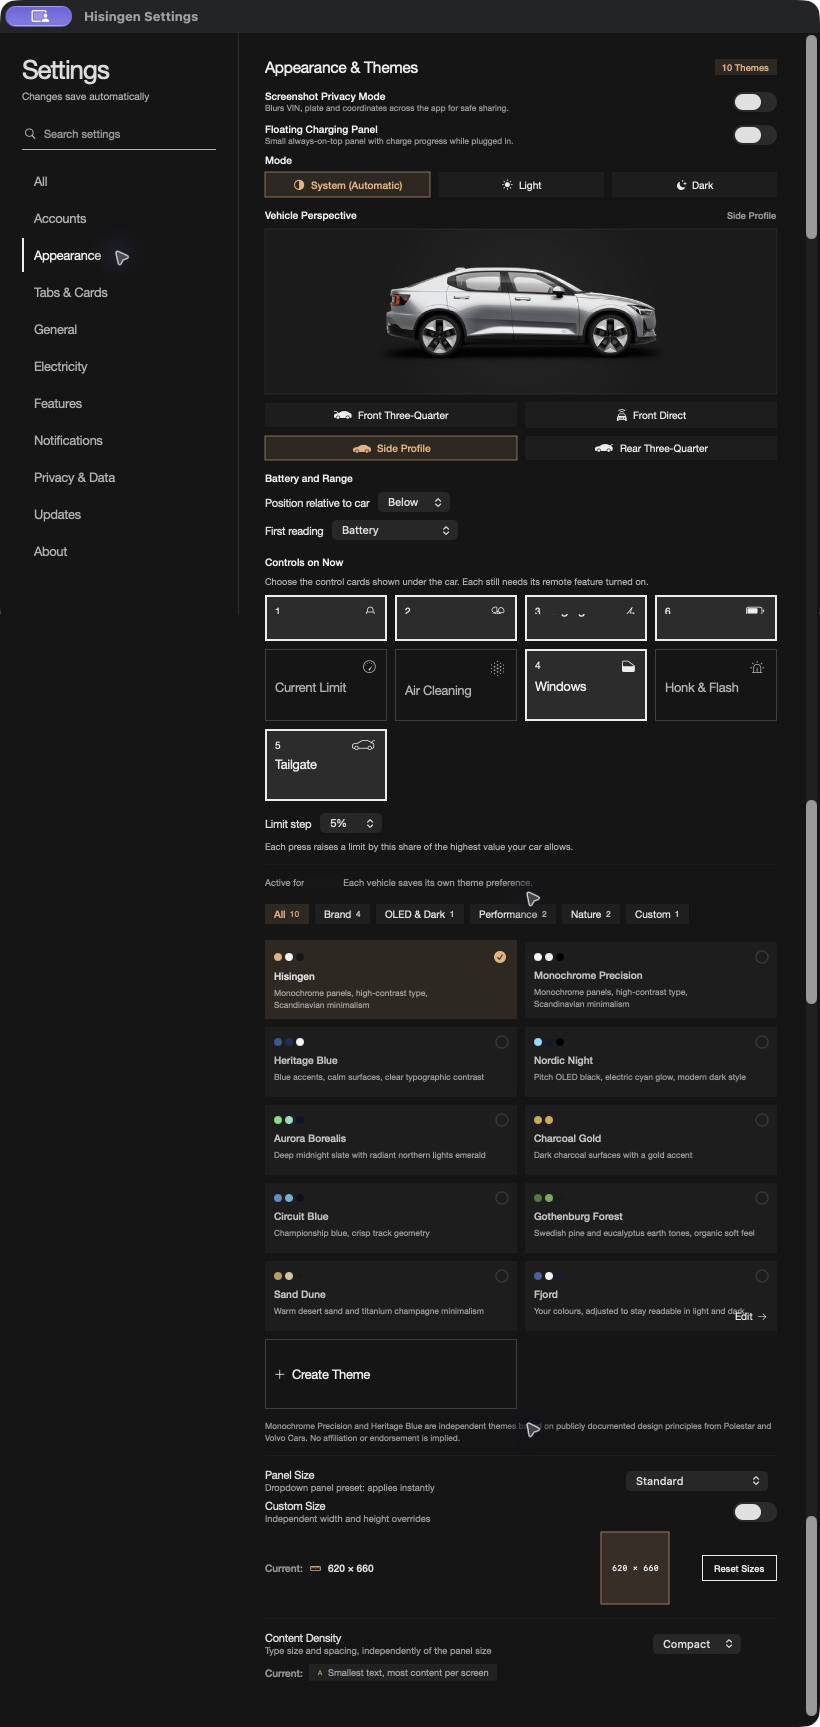 Hisingen Settings
Settings
Changes save automatically
Search settings
All
Accounts
Appearance
Tabs & Cards
General
Electricity
Features
Notifications
Privacy & Data
Updates
About
Appearance & Themes
10 Themes
Screenshot Privacy Mode
Blurs VIN, plate and coordinates across the app for safe sharing.
Floating Charging Panel
Small always-on-top panel with charge progress while plugged in.
Mode
System (Automatic)
Light
Dark
Vehicle Perspective
Side Profile
Front Three-Quarter
Front Direct
Side Profile
Rear Three-Quarter
Battery and Range
Position relative to car
Below
First reading
Battery
Controls on Now
Choose the control cards shown under the car. Each still needs its remote feature turned on.
1
2
3
6
Current Limit
Air Cleaning
4
Windows
Honk & Flash
5
Tailgate
Limit step
5%
Each press raises a limit by this share of the highest value your car allows.
Active for
Each vehicle saves its own theme preference.
All 10
Brand 4
OLED & Dark 1
Performance 2
Nature 2
Custom 1
Hisingen
Monochrome panels, high-contrast type,
Scandinavian minimalism
Monochrome Precision
Monochrome panels, high-contrast type,
Scandinavian minimalism
Heritage Blue
Blue accents, calm surfaces, clear typographic contrast
Nordic Night
Pitch OLED black, electric cyan glow, modern dark style
Aurora Borealis
Deep midnight slate with radiant northern lights emerald
Charcoal Gold
Dark charcoal surfaces with a gold accent
Circuit Blue
Championship blue, crisp track geometry
Gothenburg Forest
Swedish pine and eucalyptus earth tones, organic soft feel
Sand Dune
Warm desert sand and titanium champagne minimalism
Fjord
Your colours, adjusted to stay readable in light and dark.
Edit →
+ Create Theme
Monochrome Precision and Heritage Blue are independent themes based on publicly documented design principles from Polestar and
Volvo Cars. No affiliation or endorsement is implied.
Panel Size
Dropdown panel preset: applies instantly
Standard
Custom Size
Independent width and height overrides
Current:
620 × 660
620 × 660
Reset Sizes
Content Density
Type size and spacing, independently of the panel size
Compact
Current:
A Smallest text, most content per screen